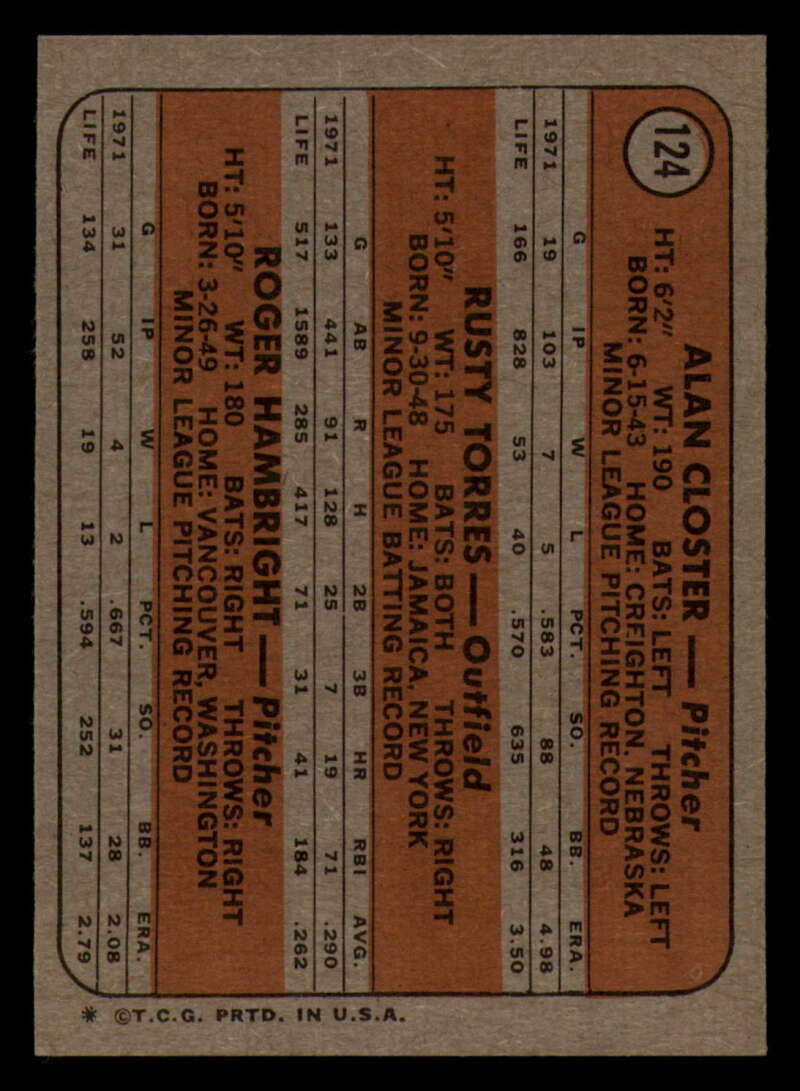 124
ALAN CLOSTER — Pitcher
HT: 6'2" WT: 190 BATS: LEFT THROWS: LEFT
BORN: 6-15-43 HOME: CREIGHTON, NEBRASKA
MINOR LEAGUE PITCHING RECORD
G IP W L PCT. SO. BB. ERA.
1971 19 103 7 5 .583 88 48 4.98
LIFE 166 828 53 40 .570 635 316 3.50
RUSTY TORRES — Outfield
HT: 5'10" WT: 175 BATS: BOTH THROWS: RIGHT
BORN: 9-30-48 HOME: JAMAICA, NEW YORK
MINOR LEAGUE BATTING RECORD
G AB R H 2B 3B HR RBI AVG.
1971 133 441 91 128 25 7 19 71 .290
LIFE 517 1589 285 417 71 31 41 184 .262
ROGER HAMBRIGHT — Pitcher
HT: 5'10" WT: 180 BATS: RIGHT THROWS: RIGHT
BORN: 3-26-49 HOME: VANCOUVER, WASHINGTON
MINOR LEAGUE PITCHING RECORD
G IP W L PCT. SO. BB. ERA.
1971 31 52 4 2 .667 31 28 2.08
LIFE 134 258 19 13 .594 252 137 2.79
* ©T.C.G. PRTD. IN U.S.A.